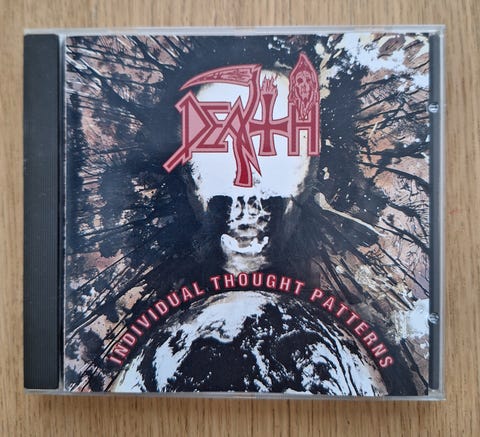 DEATH
INDIVIDUAL THOUGHT PATTERNS